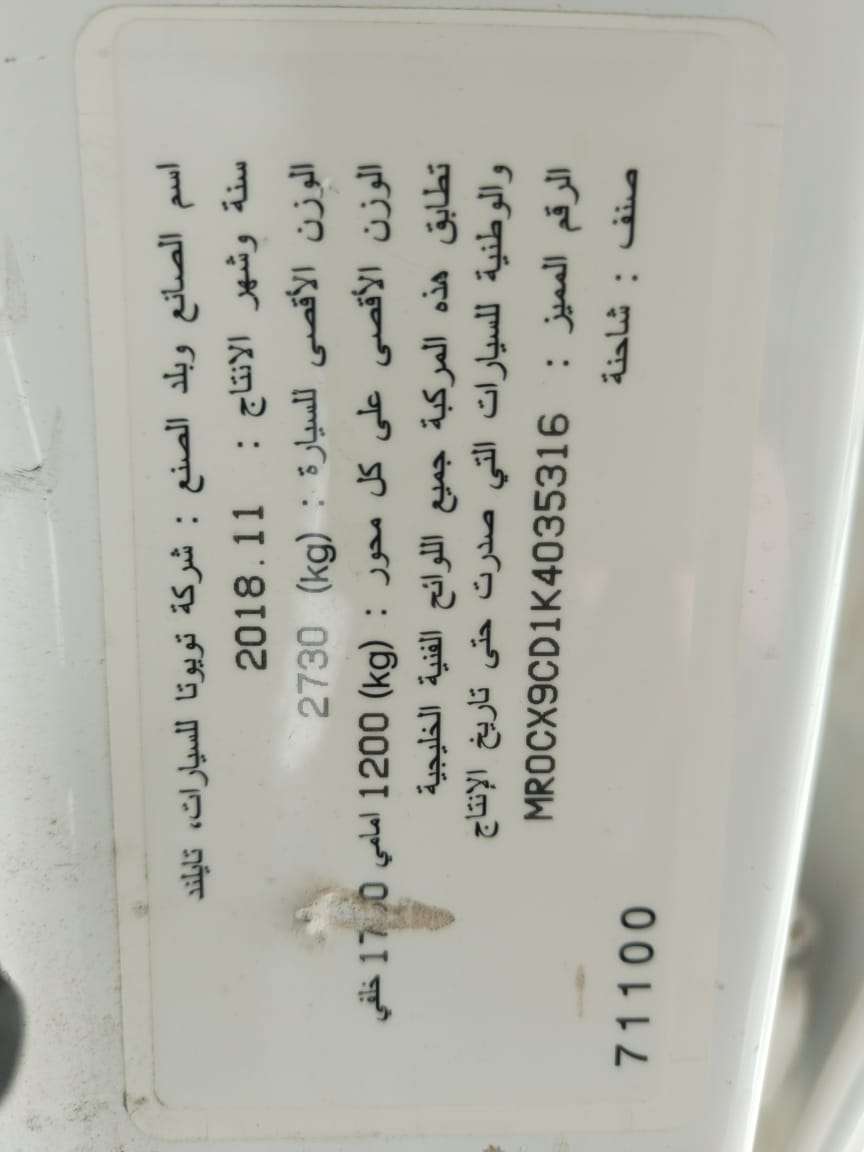 اسم الصانع وبلد الصنع : شركة تويوتا للسيارات، تايلند
سنة وشهر الانتاج : 2018.11
الوزن الأقصى للسيارة : (kg) 2730
الوزن الأقصى على كل محور : (kg) 1200 امامي خلفي
تطابق هذه المركبة جميع اللوائح الفنية الخليجية
والوطنية للسيارات التي صدرت حتى تاريخ الإنتاج
الرقم المميز : MR0CX9CD1K4035316
صنف : شاحنة 71100